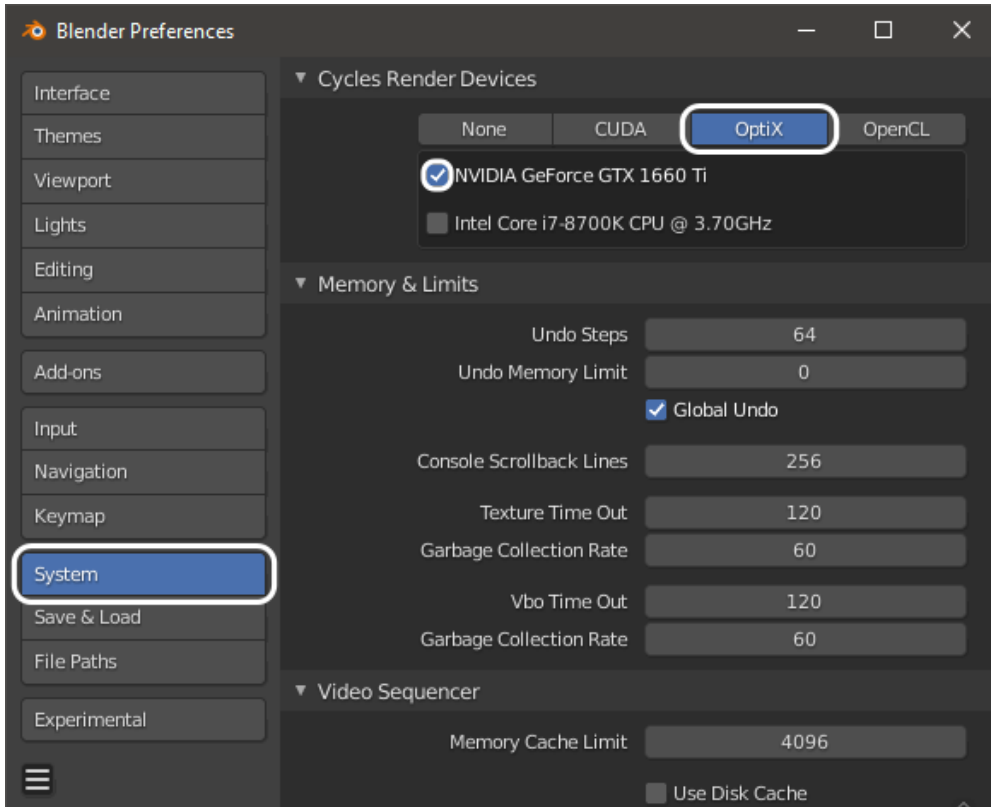 Blender Preferences
Interface
Themes
Viewport
Lights
Editing
Animation
Add-ons
Input
Navigation
Keymap
System
Save & Load
File Paths
Experimental
Cycles Render Devices
None CUDA OptiX OpenCL
NVIDIA GeForce GTX 1660 Ti
Intel Core i7-8700K CPU @ 3.70GHz
Memory & Limits
Undo Steps 64
Undo Memory Limit 0
Global Undo
Console Scrollback Lines 256
Texture Time Out 120
Garbage Collection Rate 60
Vbo Time Out 120
Garbage Collection Rate 60
Video Sequencer
Memory Cache Limit 4096
Use Disk Cache